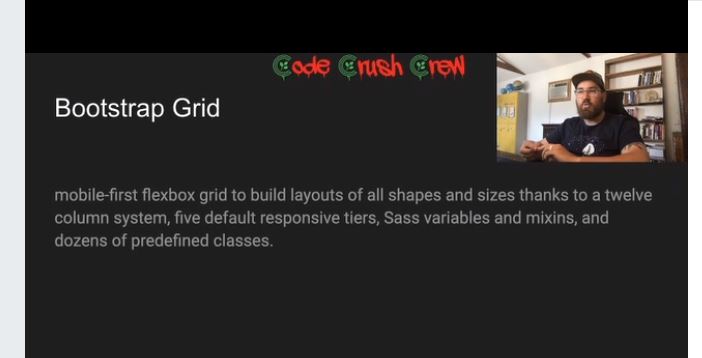 Code Crush Crew
Bootstrap Grid
mobile-first flexbox grid to build layouts of all shapes and sizes thanks to a twelve
column system, five default responsive tiers, Sass variables and mixins, and
dozens of predefined classes.